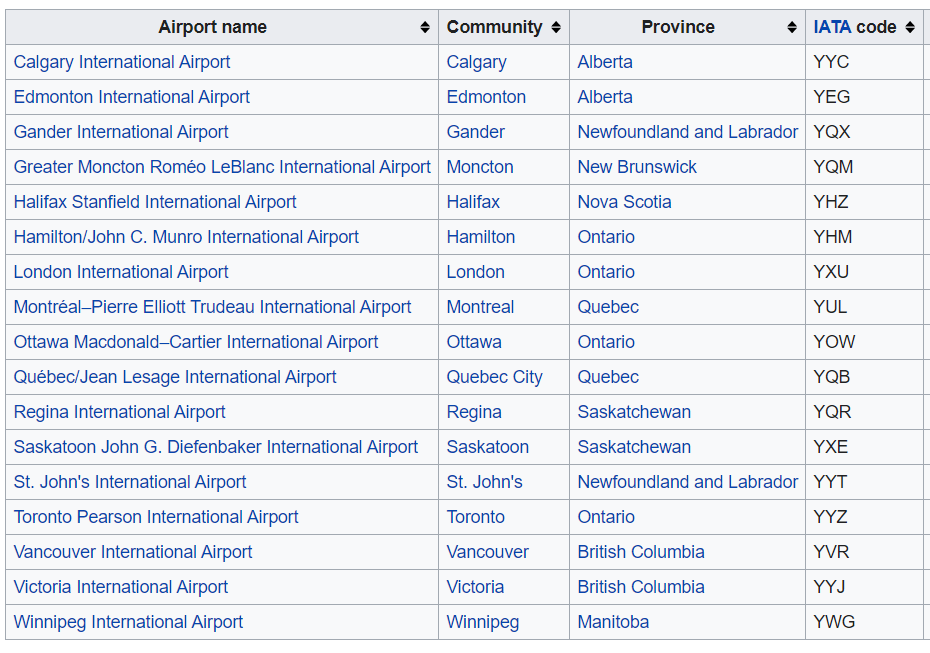 Airport name Community Province IATA code
Calgary International Airport Calgary Alberta YYC
Edmonton International Airport Edmonton Alberta YEG
Gander International Airport Gander Newfoundland and Labrador YQX
Greater Moncton Roméo LeBlanc International Airport Moncton New Brunswick YQM
Halifax Stanfield International Airport Halifax Nova Scotia YHZ
Hamilton/John C. Munro International Airport Hamilton Ontario YHM
London International Airport London Ontario YXU
Montréal–Pierre Elliott Trudeau International Airport Montreal Quebec YUL
Ottawa Macdonald–Cartier International Airport Ottawa Ontario YOW
Québec/Jean Lesage International Airport Quebec City Quebec YQB
Regina International Airport Regina Saskatchewan YQR
Saskatoon John G. Diefenbaker International Airport Saskatoon Saskatchewan YXE
St. John's International Airport St. John's Newfoundland and Labrador YYT
Toronto Pearson International Airport Toronto Ontario YYZ
Vancouver International Airport Vancouver British Columbia YVR
Victoria International Airport Victoria British Columbia YYJ
Winnipeg International Airport Winnipeg Manitoba YWG